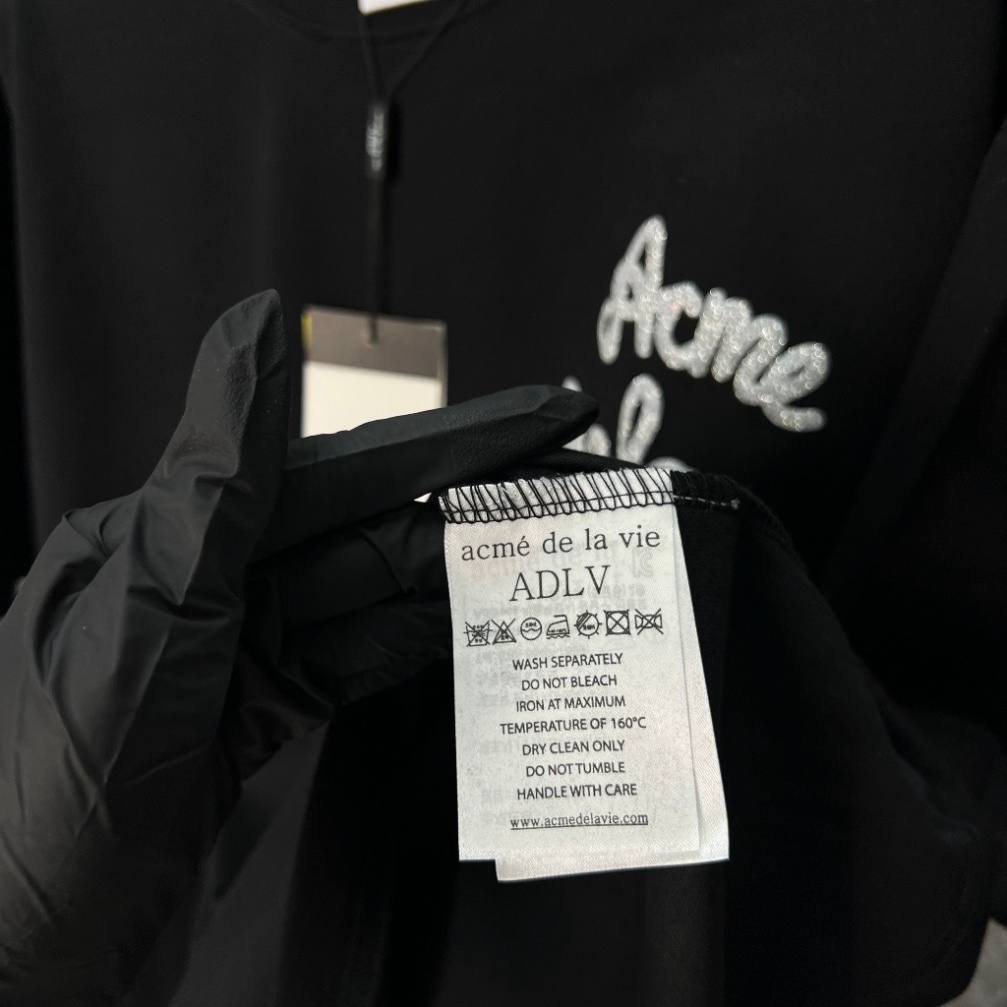 Acme
acmé de la vie
ADLV
WASH SEPARATELY
DO NOT BLEACH
IRON AT MAXIMUM
TEMPERATURE OF 160°C
DRY CLEAN ONLY
DO NOT TUMBLE
HANDLE WITH CARE
www.acmedelavie.com